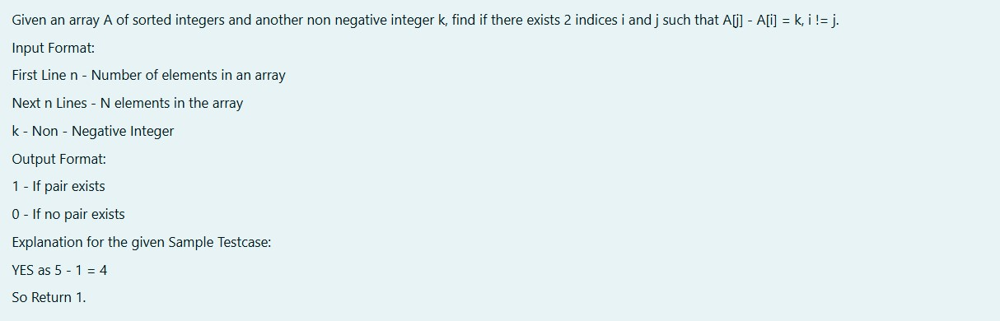 Given an array A of sorted integers and another non negative integer k, find if there exists 2 indices i and j such that A[j] - A[i] = k, i != j.
Input Format:
First Line n - Number of elements in an array
Next n Lines - N elements in the array
k - Non - Negative Integer
Output Format:
1 - If pair exists
0 - If no pair exists
Explanation for the given Sample Testcase:
YES as 5 - 1 = 4
So Return 1.